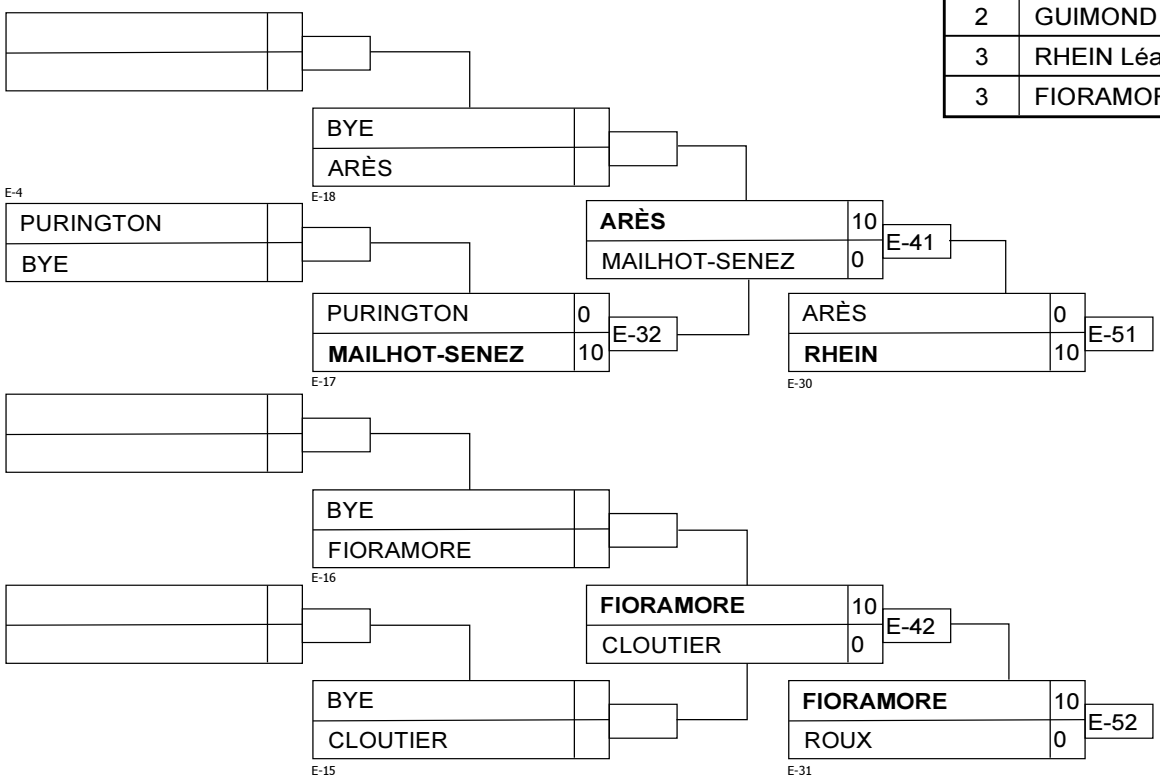 2 GUIMOND
3 RHEIN Léa
3 FIORAMOR
BYE
ARÈS
E-4
E-18
PURINGTON
BYE
ARÈS 10
E-41
MAILHOT-SENEZ 0
PURINGTON 0
E-32
MAILHOT-SENEZ 10
E-17
ARÈS 0
E-51
RHEIN 10
E-30
BYE
FIORAMORE
E-16
FIORAMORE 10
E-42
CLOUTIER 0
BYE
CLOUTIER
E-15
FIORAMORE 10
E-52
ROUX 0
E-31